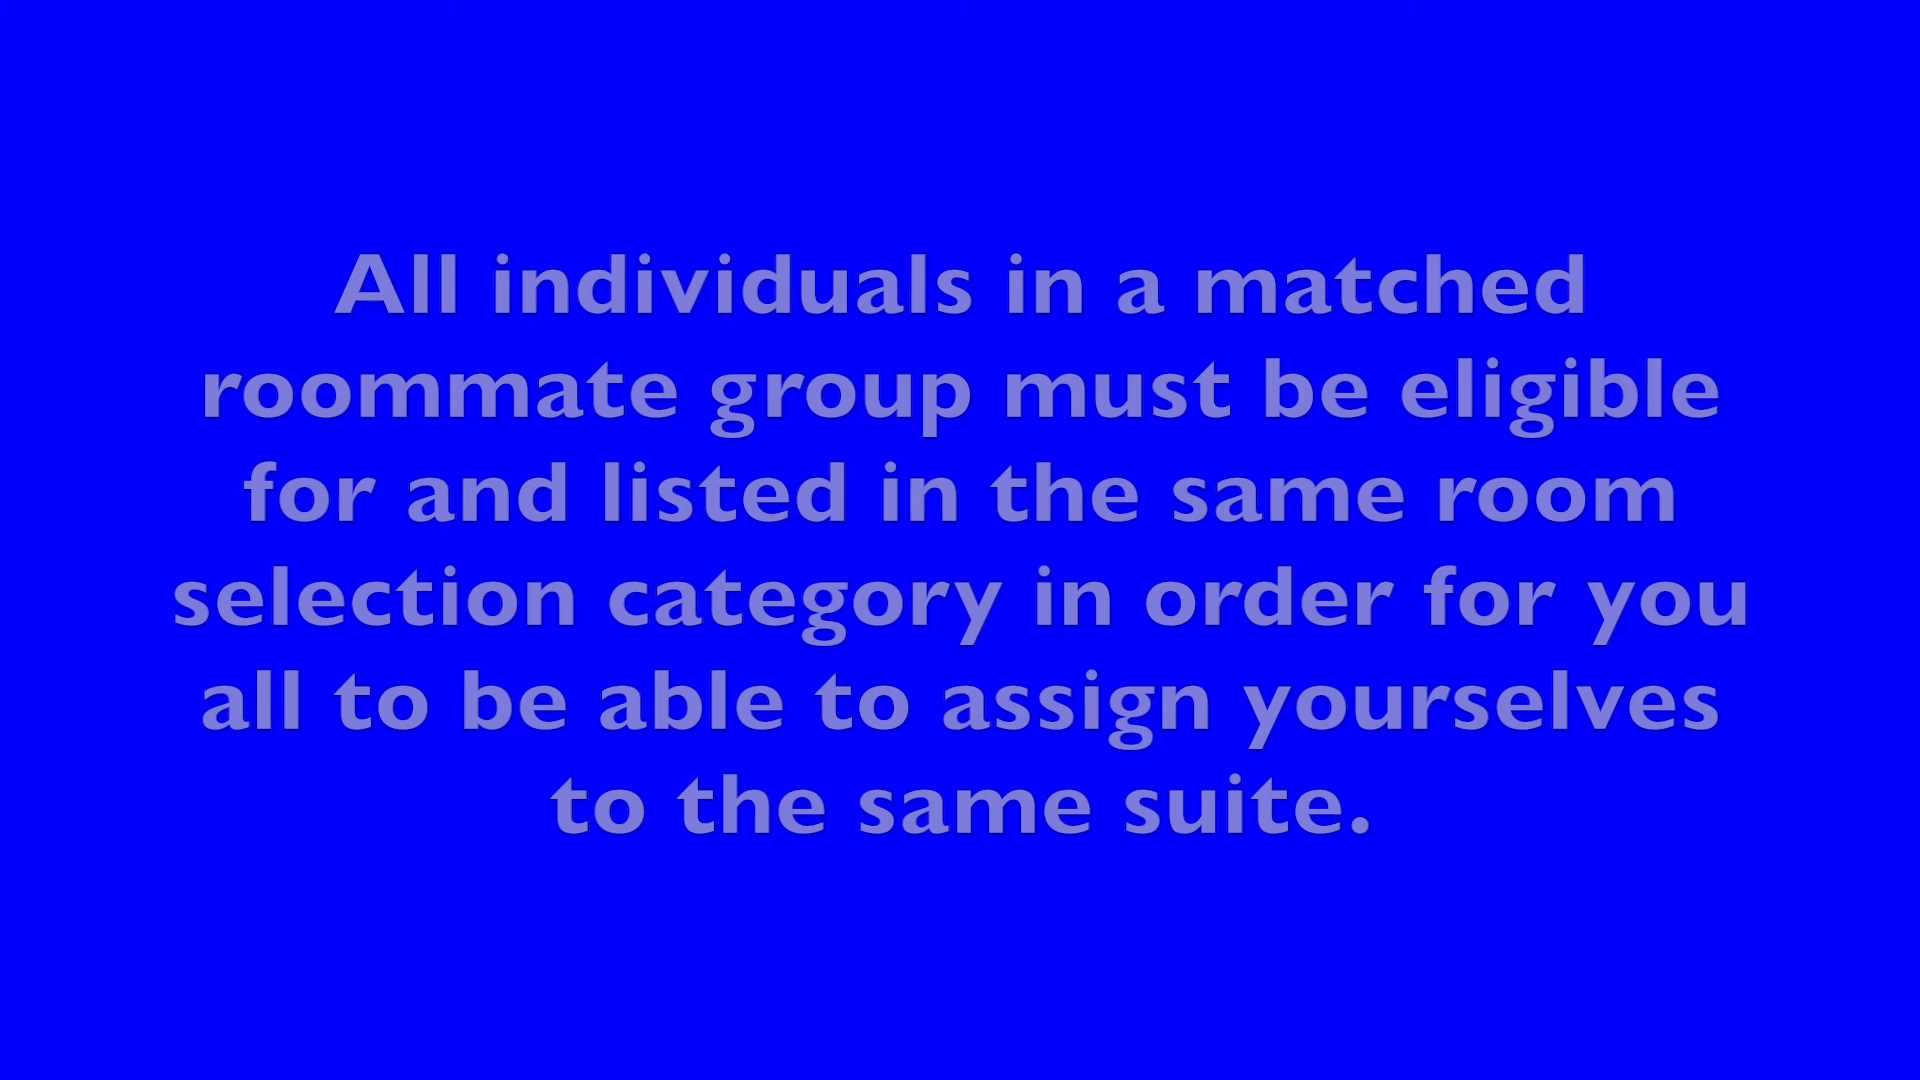 All individuals in a matched
roommate group must be eligible
for and listed in the same room
selection category in order for you
all to be able to assign yourselves
to the same suite.